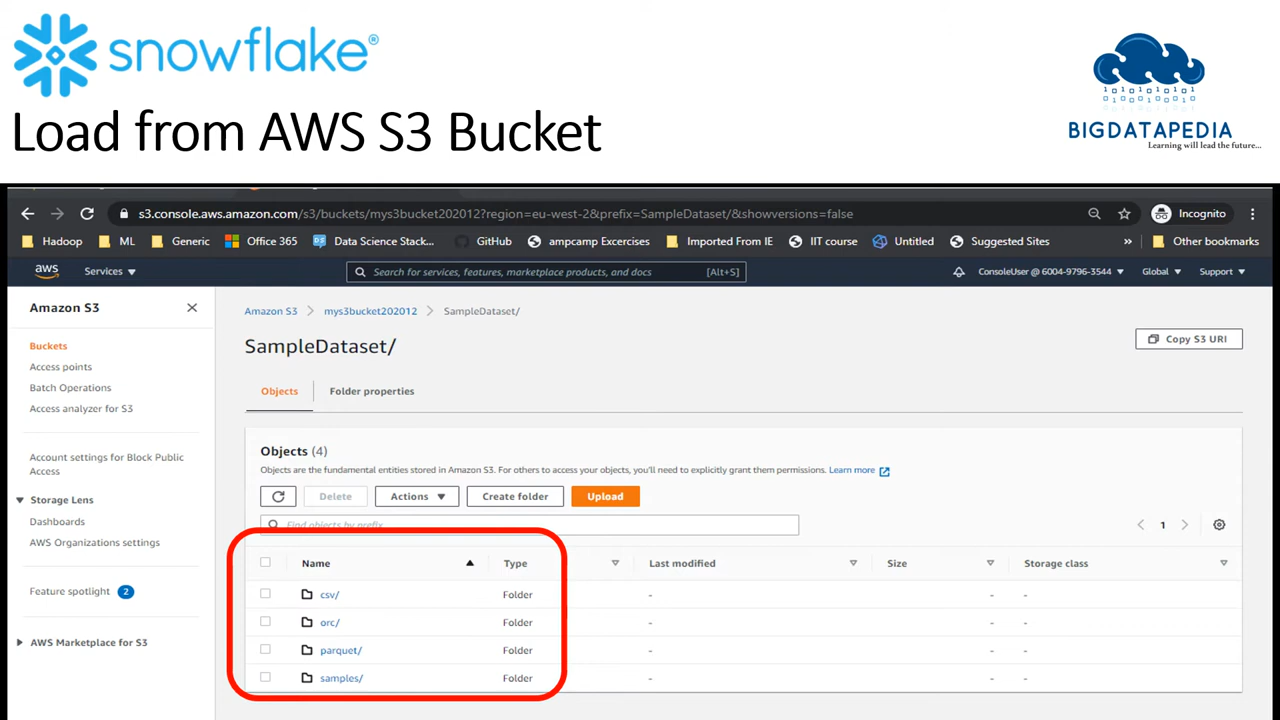 snowflake®
Load from AWS S3 Bucket
BIGDATAPEDIA
Learning will lead the future...
s3.console.aws.amazon.com/s3/buckets/mys3bucket202012?region=eu-west-2&prefix=SampleDataset/&showversions=false
Incognito
Hadoop ML Generic Office 365 Data Science Stack... GitHub ampcamp Excercises Imported From IE IIT course Untitled Suggested Sites » Other bookmarks
aws Services Search for services, features, marketplace products, and docs [Alt+S] ConsoleUser @ 6004-9796-3544 Global Support
Amazon S3
Buckets
Access points
Batch Operations
Access analyzer for S3
Account settings for Block Public
Access
Storage Lens
Dashboards
AWS Organizations settings
Feature spotlight 2
AWS Marketplace for S3
Amazon S3 mys3bucket202012 SampleDataset/
SampleDataset/
Copy S3 URI
Objects Folder properties
Objects (4)
Objects are the fundamental entities stored in Amazon S3. For others to access your objects, you'll need to explicitly grant them permissions. Learn more
Delete Actions Create folder Upload
Find objects by prefix
1
Name Type Last modified Size Storage class
csv/ Folder - - -
orc/ Folder - - -
parquet/ Folder - - -
samples/ Folder - - -